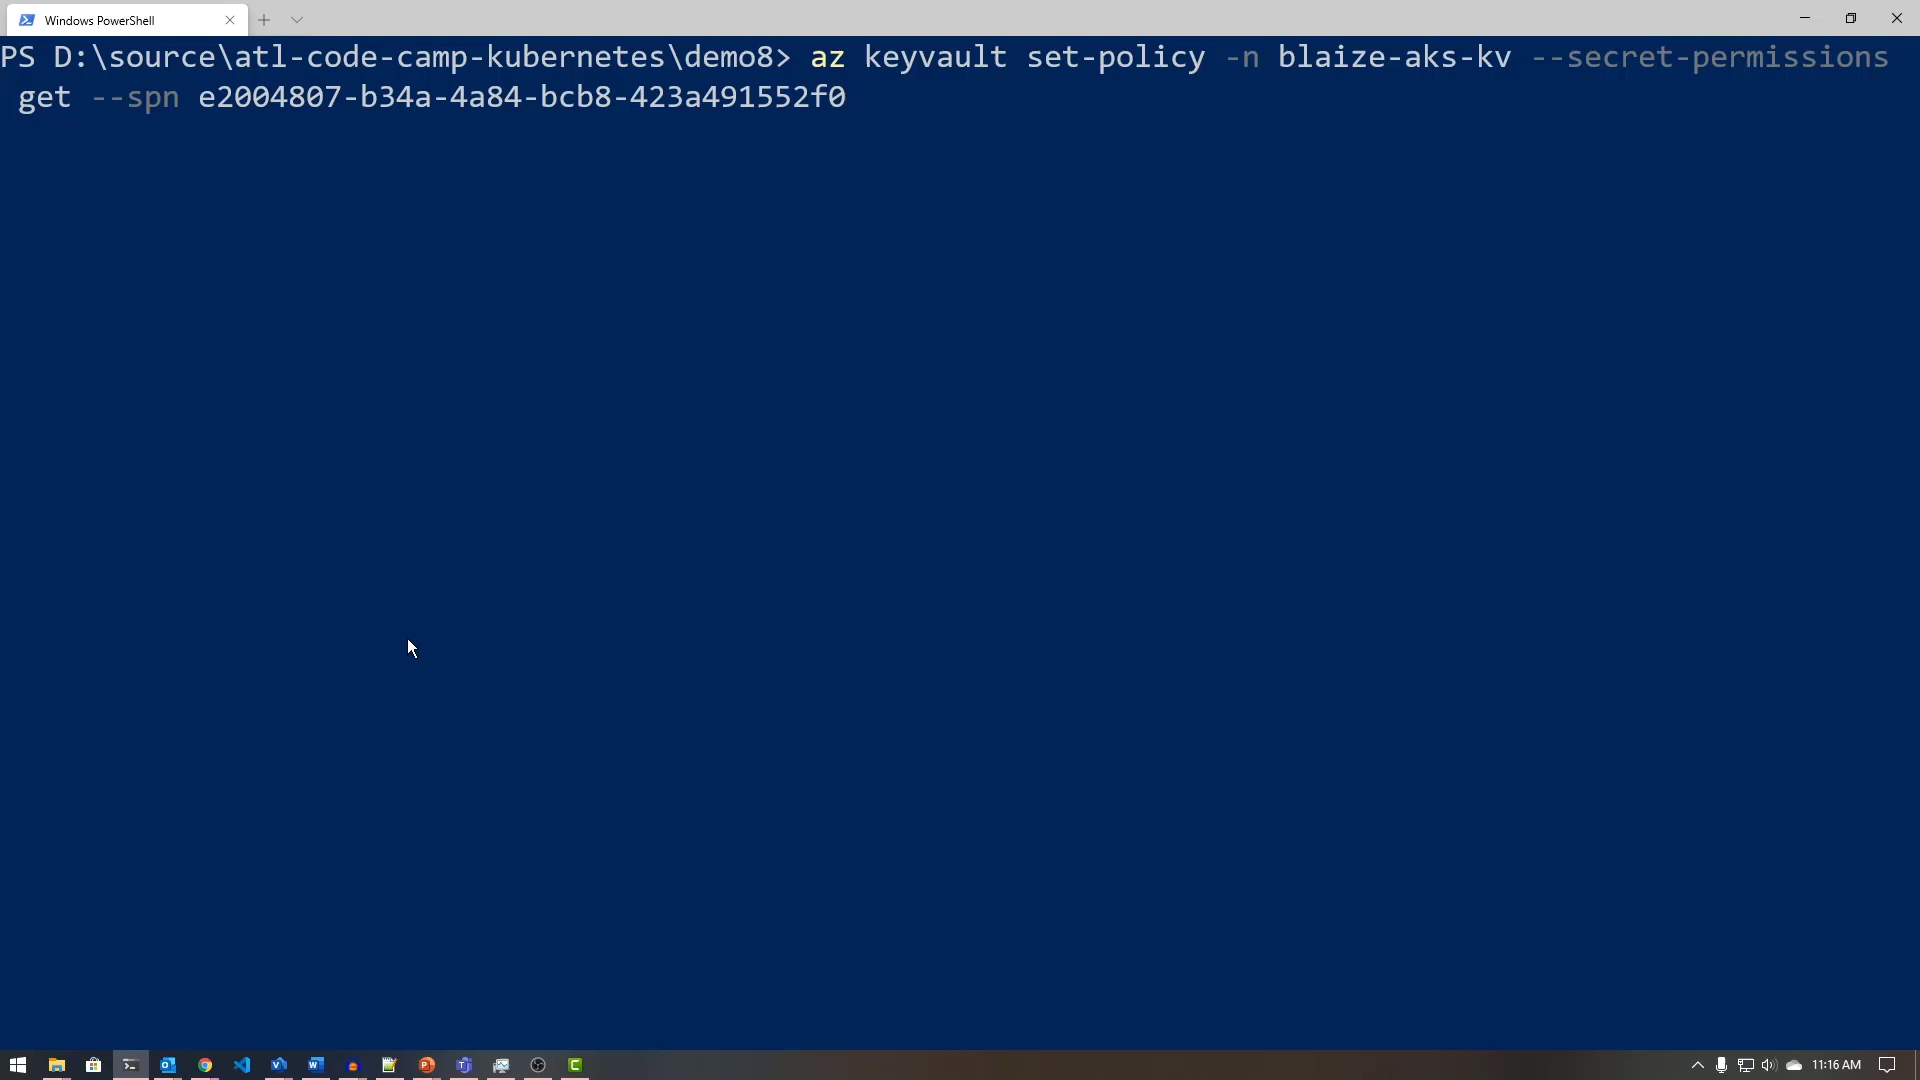 Windows PowerShell
PS D:\source\atl-code-camp-kubernetes\demo8> az keyvault set-policy -n blaize-aks-kv --secret-permissions
get --spn e2004807-b34a-4a84-bcb8-423a491552f0
11:16 AM